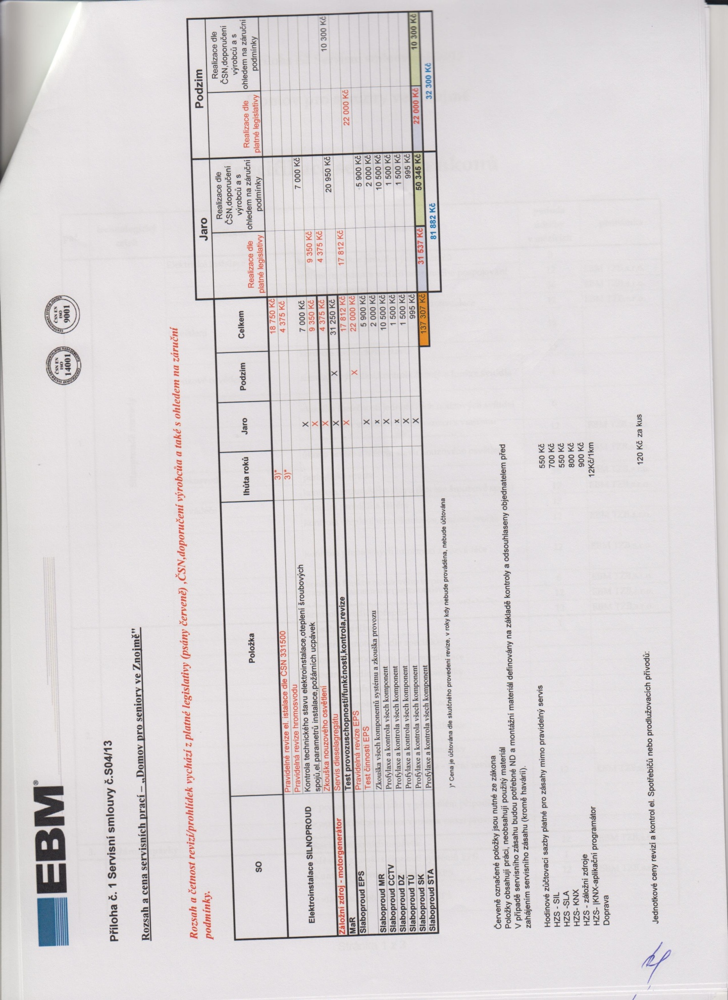 EBM®
ČSN EN
ISO
14001
ČSN EN
ISO
9001
Příloha č. 1 Servisní smlouvy č.S04/13
Rozsah a cena servisních prací – „Domov pro seniory ve Znojmě"
Rozsah a četnost revizí/prohlídek vychází z platné legislativy (psány červeně) ,ČSN,doporučení výrobcůa a také s ohledem na záruční
podmínky.
Jaro Podzim
SO Položka lhůta roků Jaro Podzim Celkem Realizace dle platné legislativy Realizace dle ČSN,doporučení výrobců a s ohledem na záruční podmínky Realizace dle platné legislativy Realizace dle ČSN,doporučení výrobců a s ohledem na záruční podmínky
Elektroinstalace SILNOPROUD
Pravidelné revize el. istalace dle ČSN 331500 3)* 18 750 Kč
Pravidelná revize hromosvodu 3)* 4 375 Kč
Kontrola technického stavu elektroinstalace,oteplení šroubových
spojů,el.parametrů instalace,požárních ucpávek X 7 000 Kč 7 000 Kč
Zkouška nouzového osvětlení X 9 350 Kč 9 350 Kč
Záložní zdroj - motorgenerátor Servis dieselagregátu X 4 375 Kč 4 375 Kč
MaR Test provozuschopnosti/funkčnosti,kontrola,revize X X 31 250 Kč 20 950 Kč 10 300 Kč
Slaboproud EPS Pravidelná revize EPS X 17 812 Kč 17 812 Kč
Test činnosti EPS X 22 000 Kč 22 000 Kč
Slaboproud MR Zkouška všech komponentů systému a zkouška provozu X 5 900 Kč 5 900 Kč
Slaboproud CCTV Profylaxe a kontrola všech komponent x 2 000 Kč 2 000 Kč
Slaboproud DZ Profylaxe a kontrola všech komponent X 10 500 Kč 10 500 Kč
Slaboproud TÚ Profylaxe a kontrola všech komponent x 1 500 Kč 1 500 Kč
Slaboproud SK Profylaxe a kontrola všech komponent X 1 500 Kč 1 500 Kč
Slaboproud STA Profylaxe a kontrola všech komponent X 995 Kč 995 Kč
137 307 Kč 31 537 Kč 50 345 Kč 22 000 Kč 10 300 Kč
81 882 Kč 32 300 Kč
)* Cena je účtována dle skutčného provedení revize, v roky kdy nebude prováděna, nebude účtována
Červeně označené položky jsou nutné ze zákona
Položky obsahují práci, neobsahují použitý materiál
V případě servisního zásahu budou potřebné ND a montážní materiál definovány na základě kontroly a odsouhlaseny objednatelem před
zahájením servisního zásahu (kromě havárií).
Hodinové zůčtovací sazby platné pro zásahy mimo pravidelný servis
HZS - SIL 550 Kč
HZS -SLA 700 Kč
HZS- KNX 550 Kč
HZS - záložní zdroje 800 Kč
HZS- |KNX-aplikační programátor 900 Kč
Doprava 12Kč/1km
Jednotkové ceny revizí a kontrol el. Spotřebičů nebo prodlužovacích přívodů: 120 Kč za kus